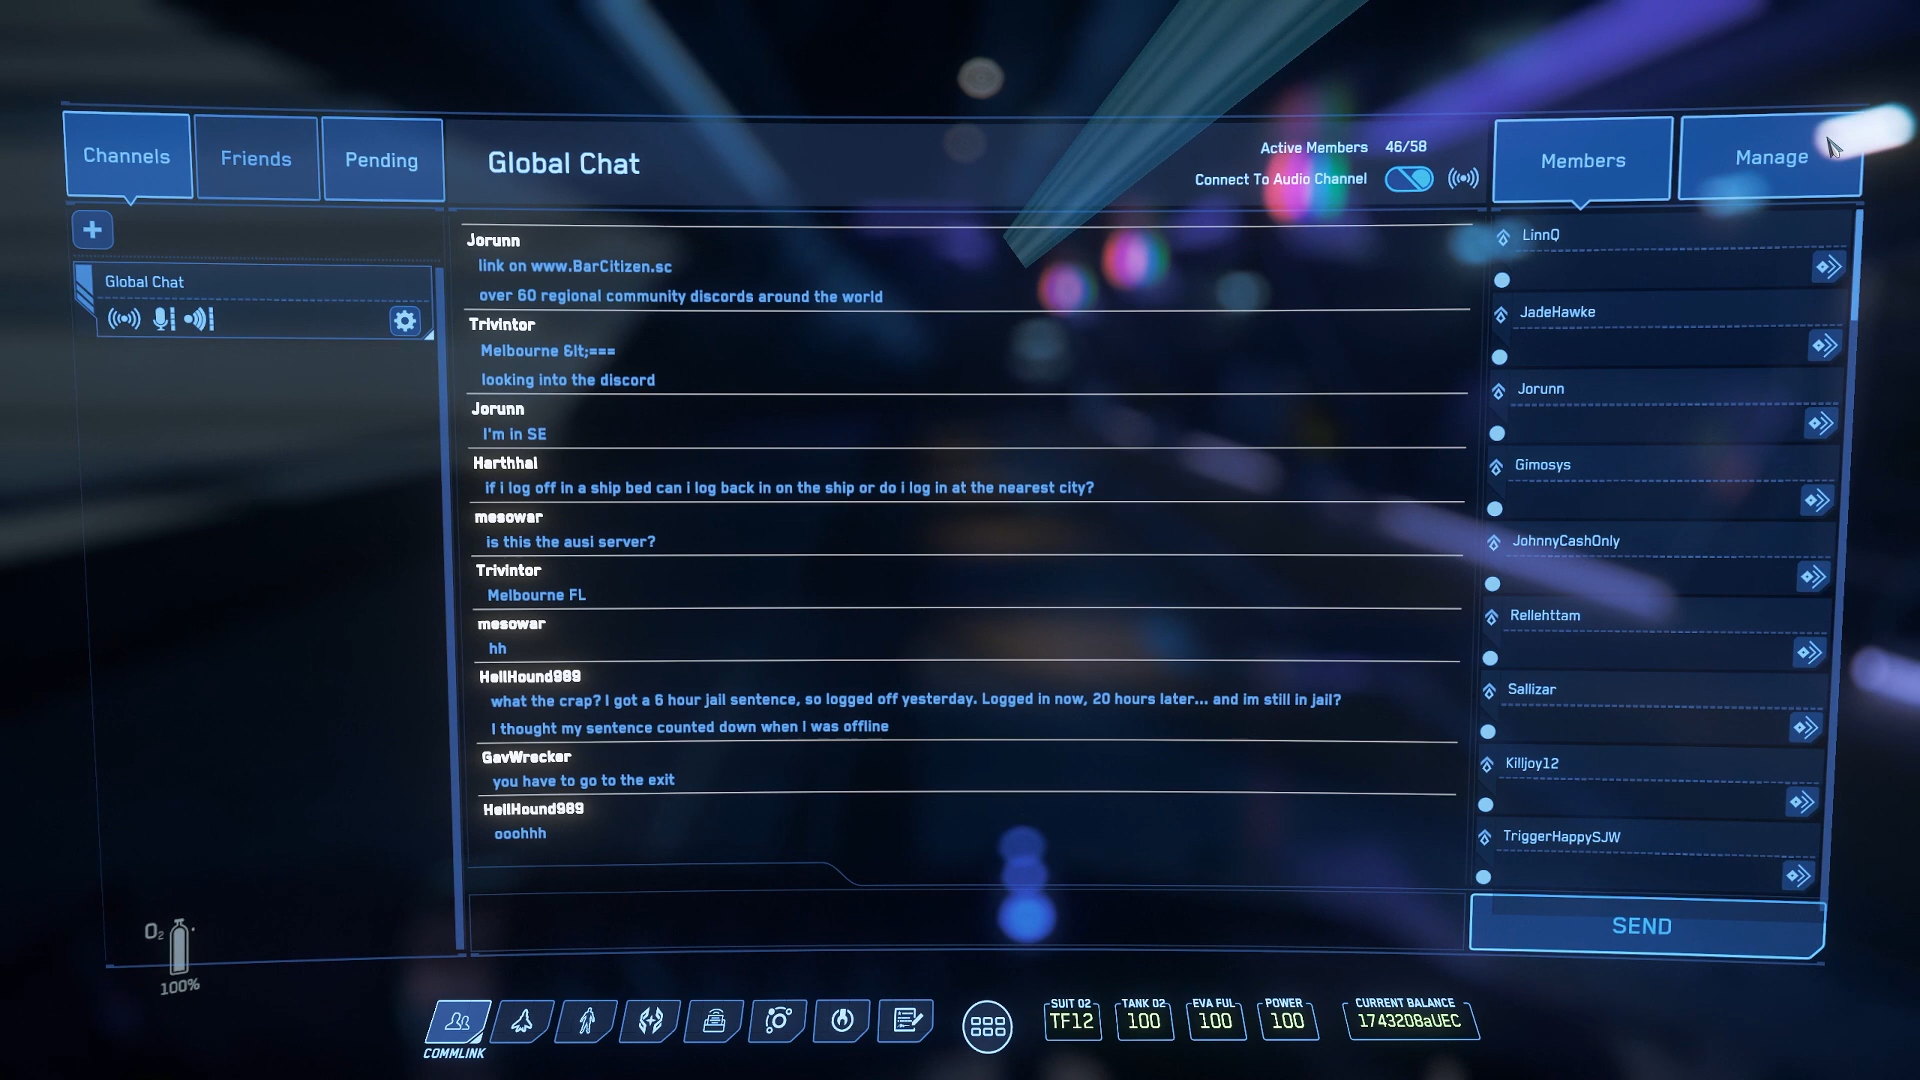 Channels
Friends
Pending
Global Chat
Active Members 46/58
Connect To Audio Channel
Members
Manage
Global Chat
Jorunn
link on www.BarCitizen.sc
over 60 regional community discords around the world
Trivintor
Melbourne &lt;===
looking into the discord
Jorunn
I'm in SE
Harthhal
if i log off in a ship bed can i log back in on the ship or do i log in at the nearest city?
mesowar
is this the ausi server?
Trivintor
Melbourne FL
mesowar
hh
HellHound989
what the crap? I got a 6 hour jail sentence, so logged off yesterday. Logged in now, 20 hours later... and im still in jail?
I thought my sentence counted down when I was offline
GavWrecker
you have to go to the exit
HellHound989
ooohhh
LinnQ
JadeHawke
Jorunn
Gimosys
JohnnyCashOnly
Rellehttam
Sallizar
Killjoy12
TriggerHappySJW
SEND
O2
100%
COMMLINK
SUIT 02
TF12
TANK 02
100
EVA FUL
100
POWER
100
CURRENT BALANCE
1743208aUEC